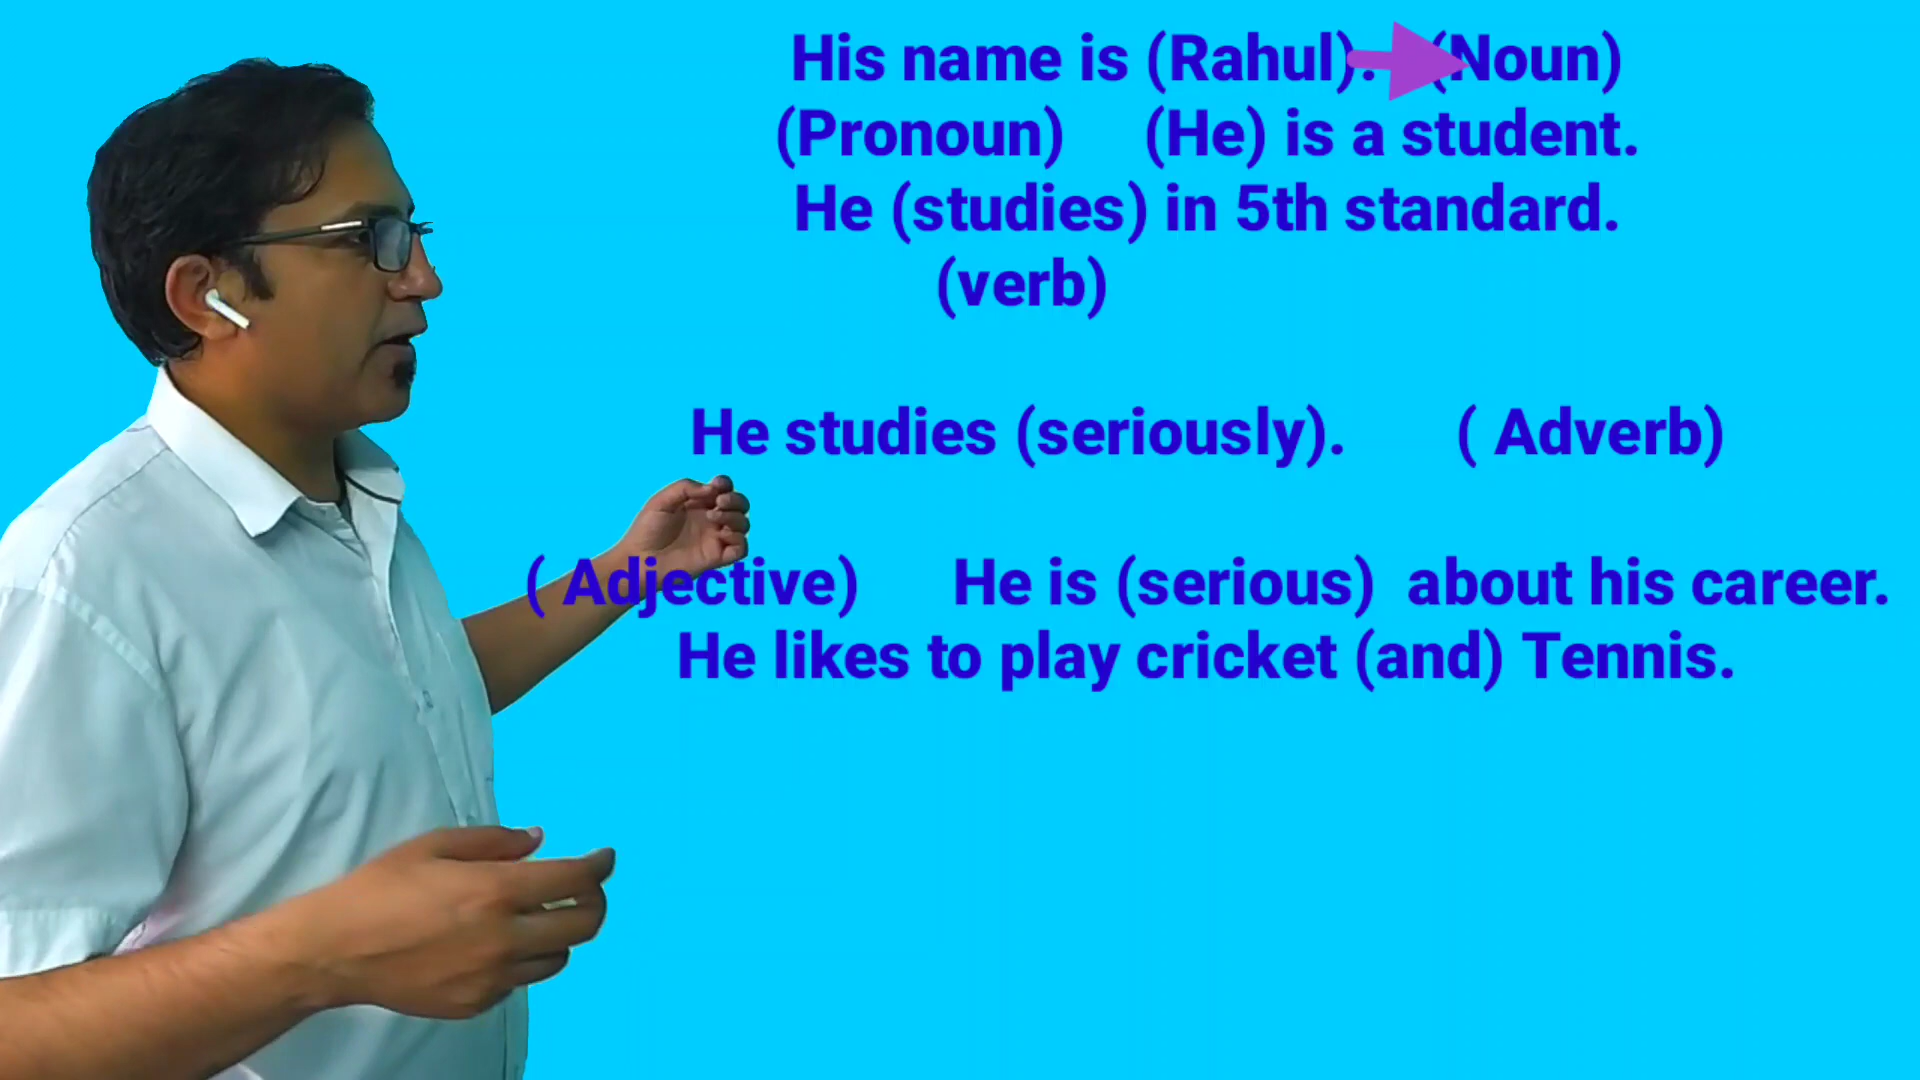 His name is (Rahul). (Noun)
(Pronoun) (He) is a student.
He (studies) in 5th standard.
(verb)
He studies (seriously). ( Adverb)
( Adjective) He is (serious) about his career.
He likes to play cricket (and) Tennis.